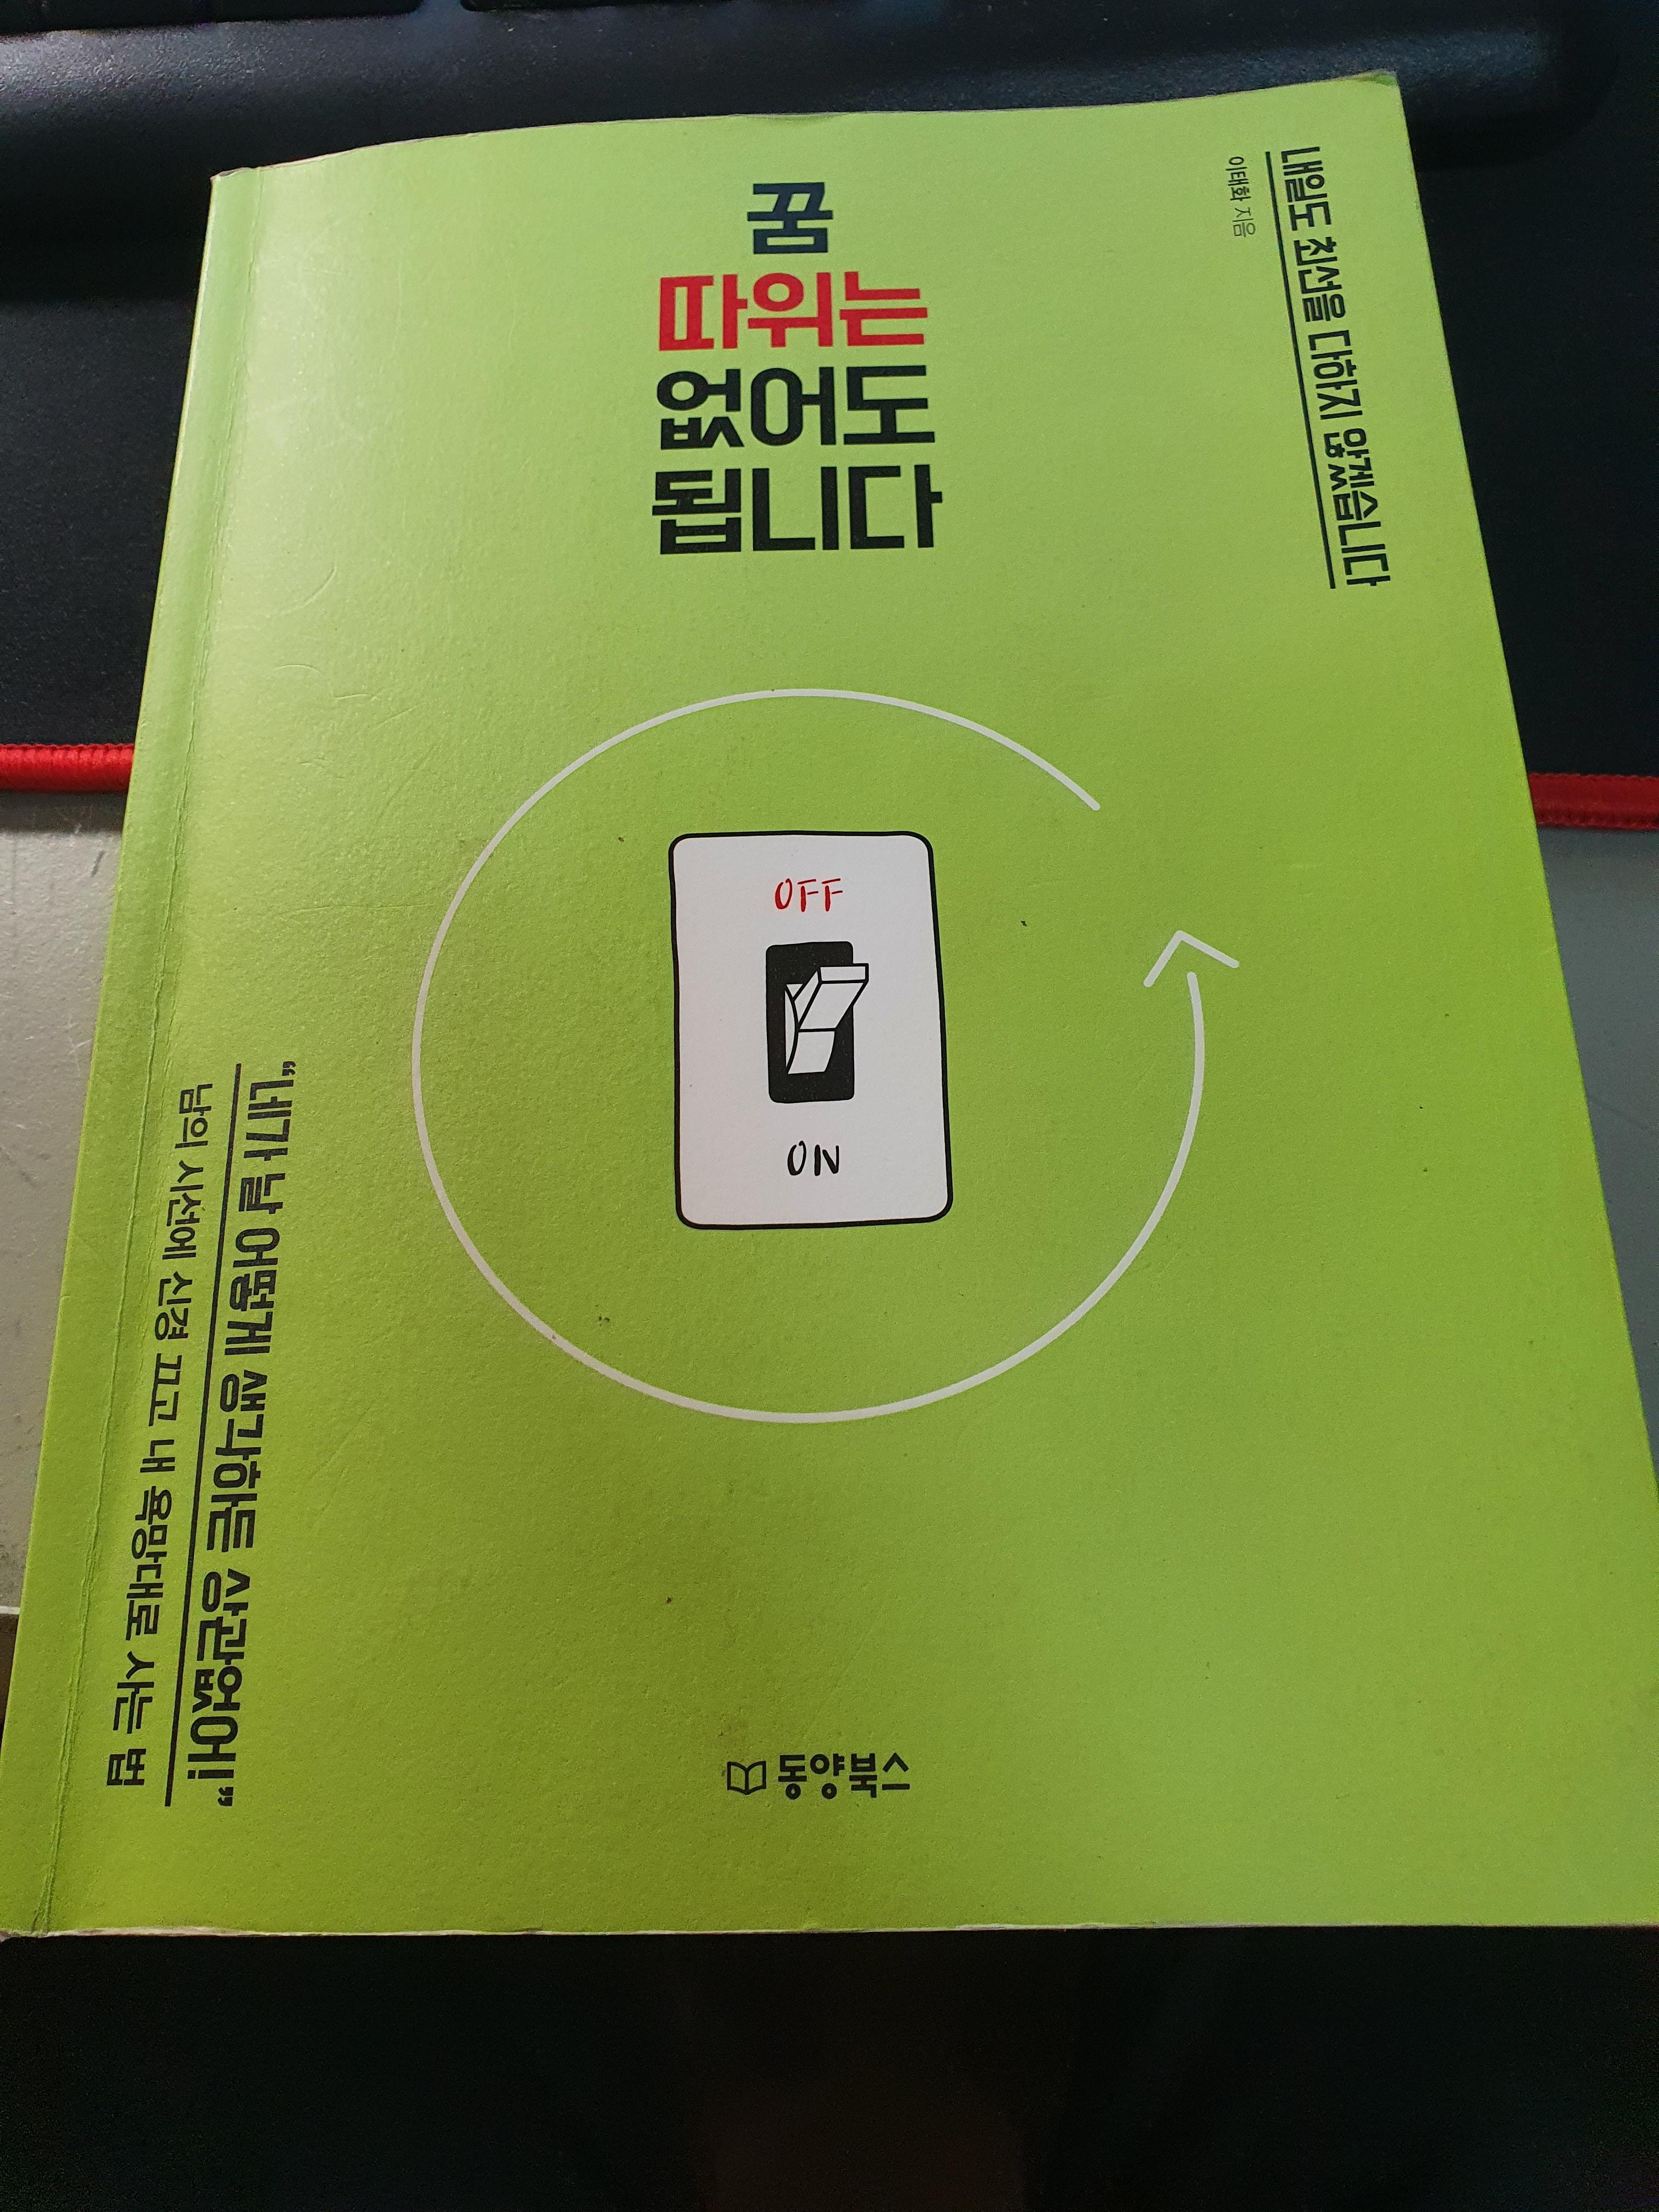 꿈
따위는
없어도
됩니다
내일도 최선을 다하지 않겠습니다
이태화 지음
OFF
ON
"네가 날 어떻게 생각하든 상관없어!"
남의 시선에 신경 끄고 내 욕망대로 사는 법
동양북스